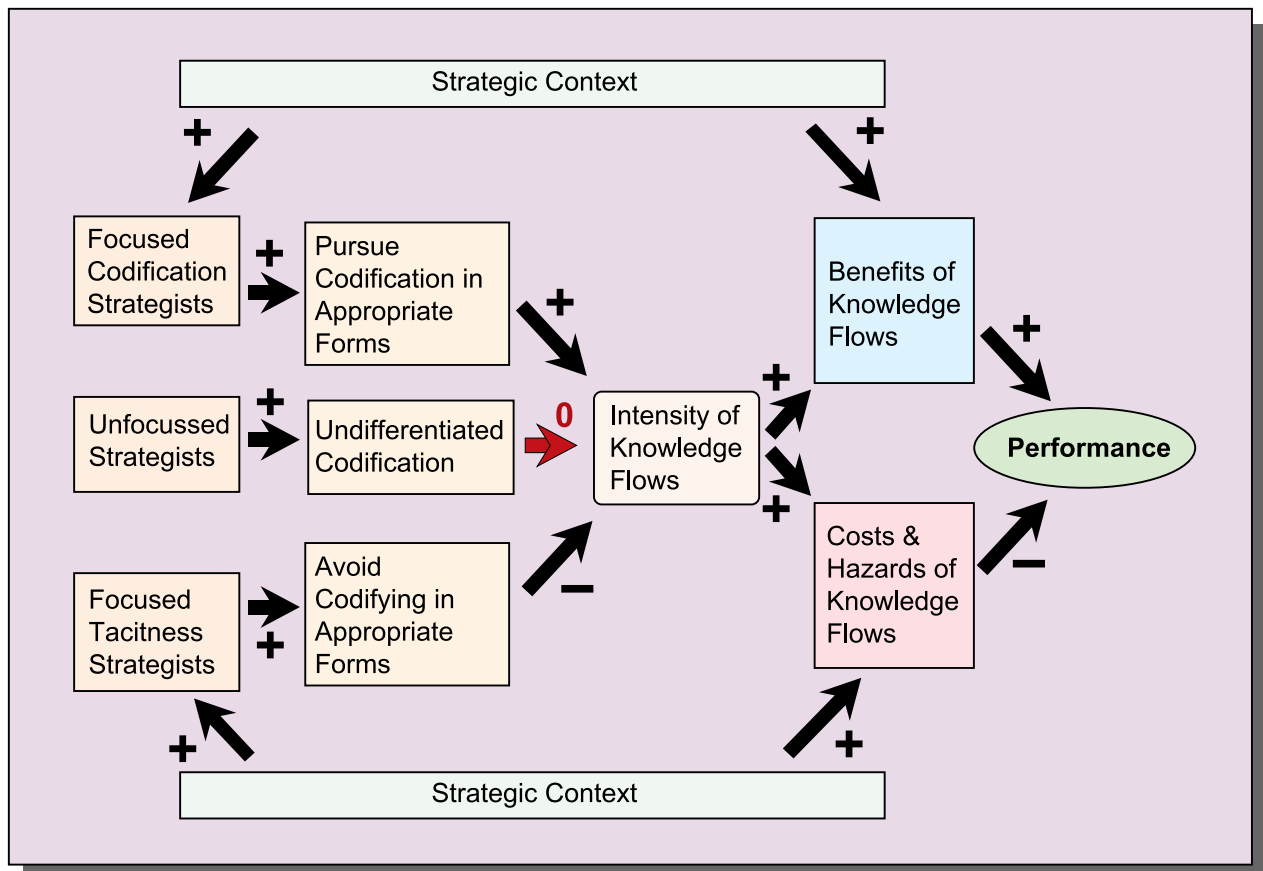 Strategic Context
+
+
Focused
Codification
Strategists
+
Pursue
Codification in
Appropriate
Forms
+
Benefits of
Knowledge
Flows
+
Unfocussed
Strategists
+
Undifferentiated
Codification
0
Intensity of
Knowledge
Flows
+
+
Performance
Focused
Tacitness
Strategists
+
Avoid
Codifying in
Appropriate
Forms
−
Costs &
Hazards of
Knowledge
Flows
−
+
+
Strategic Context